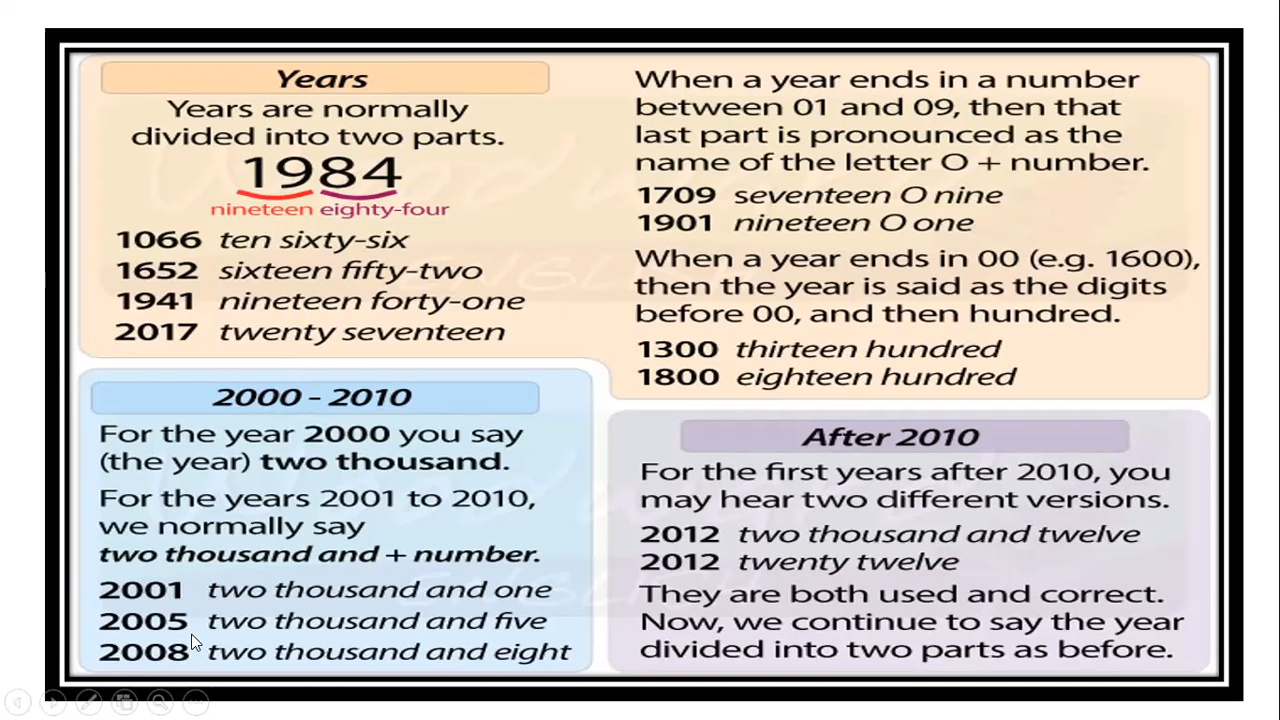 Years
Years are normally
divided into two parts.
1984
nineteen eighty-four
1066 ten sixty-six
1652 sixteen fifty-two
1941 nineteen forty-one
2017 twenty seventeen
When a year ends in a number
between 01 and 09, then that
last part is pronounced as the
name of the letter O + number.
1709 seventeen O nine
1901 nineteen O one
When a year ends in 00 (e.g. 1600),
then the year is said as the digits
before 00, and then hundred.
1300 thirteen hundred
1800 eighteen hundred
2000 - 2010
For the year 2000 you say
(the year) two thousand.
For the years 2001 to 2010,
we normally say
two thousand and + number.
2001 two thousand and one
2005 two thousand and five
2008 two thousand and eight
After 2010
For the first years after 2010, you
may hear two different versions.
2012 two thousand and twelve
2012 twenty twelve
They are both used and correct.
Now, we continue to say the year
divided into two parts as before.